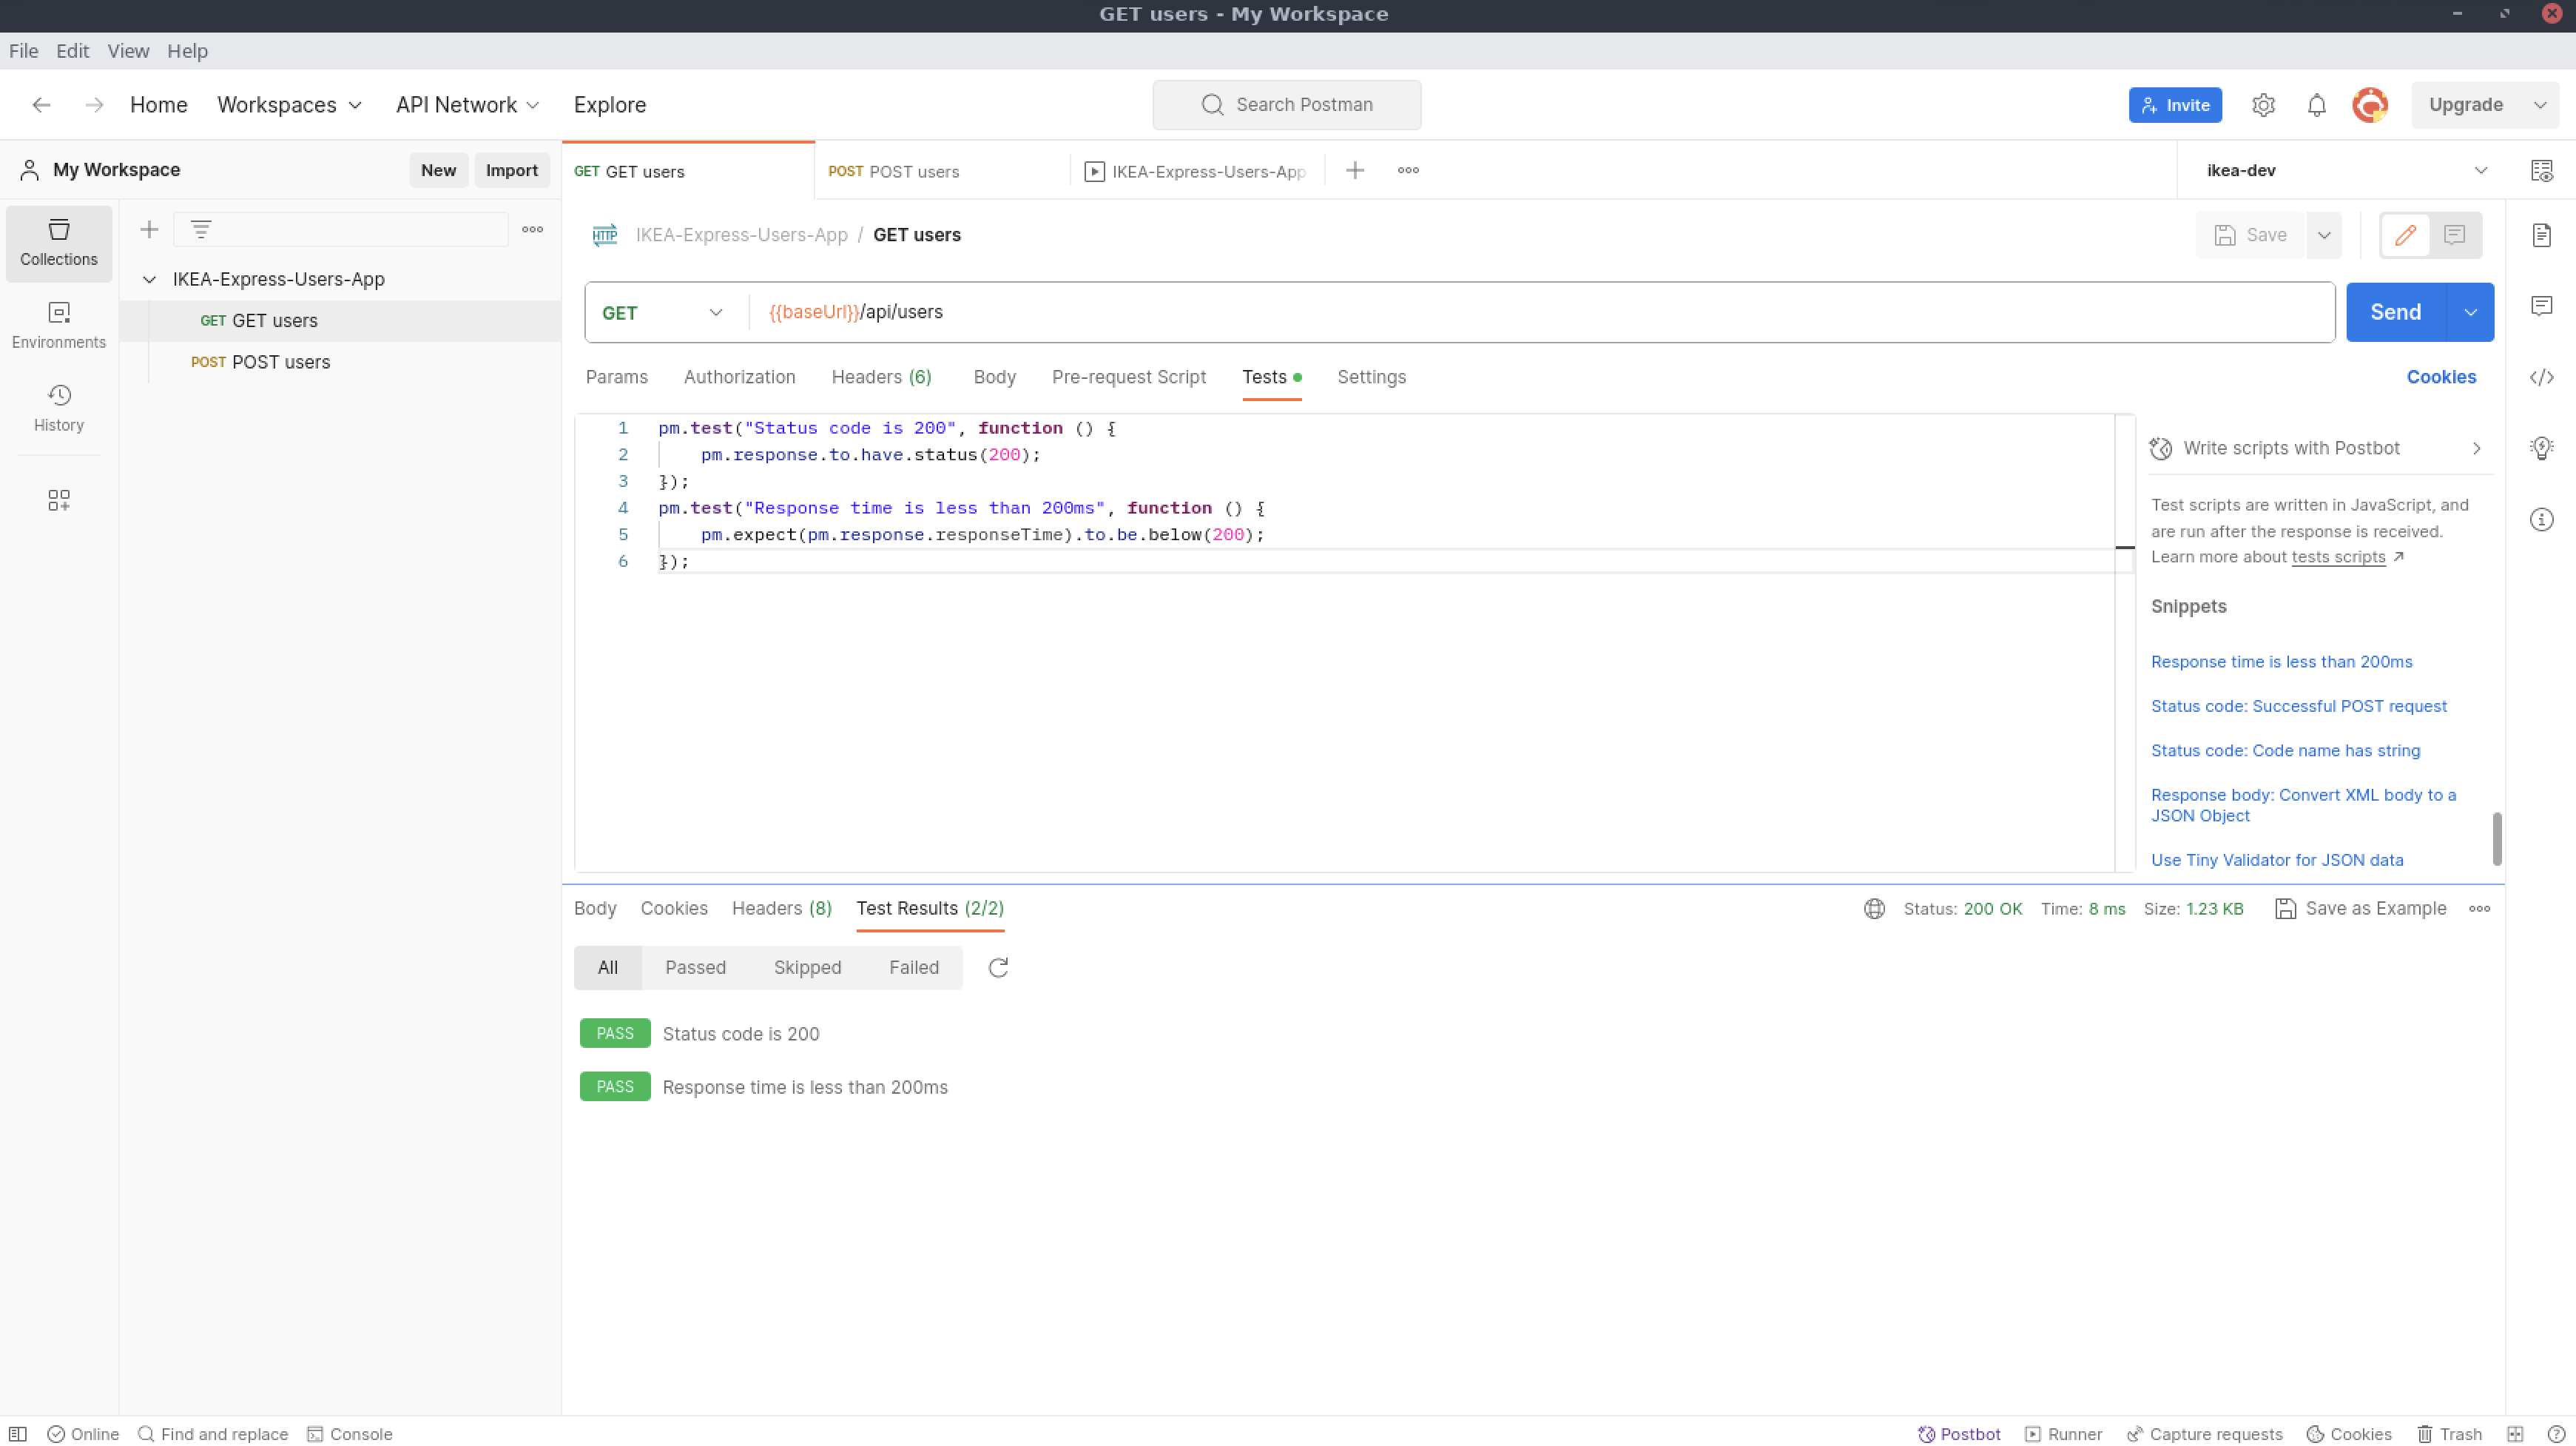 GET users - My Workspace
File Edit View Help
Home Workspaces API Network Explore
Search Postman
Invite
Upgrade
My Workspace
New Import
GET GET users
POST POST users
IKEA-Express-Users-App
ikea-dev
Collections
Environments
History
IKEA-Express-Users-App
GET GET users
POST POST users
HTTP IKEA-Express-Users-App / GET users
Save
GET {{baseUrl}}/api/users
Send
Params Authorization Headers (6) Body Pre-request Script Tests Settings
Cookies
1 pm.test("Status code is 200", function () {
2 pm.response.to.have.status(200);
3 });
4 pm.test("Response time is less than 200ms", function () {
5 pm.expect(pm.response.responseTime).to.be.below(200);
6 });
Write scripts with Postbot
Test scripts are written in JavaScript, and
are run after the response is received.
Learn more about tests scripts
Snippets
Response time is less than 200ms
Status code: Successful POST request
Status code: Code name has string
Response body: Convert XML body to a
JSON Object
Use Tiny Validator for JSON data
Body Cookies Headers (8) Test Results (2/2)
Status: 200 OK Time: 8 ms Size: 1.23 KB Save as Example
All Passed Skipped Failed
PASS Status code is 200
PASS Response time is less than 200ms
Online Find and replace Console
Postbot Runner Capture requests Cookies Trash